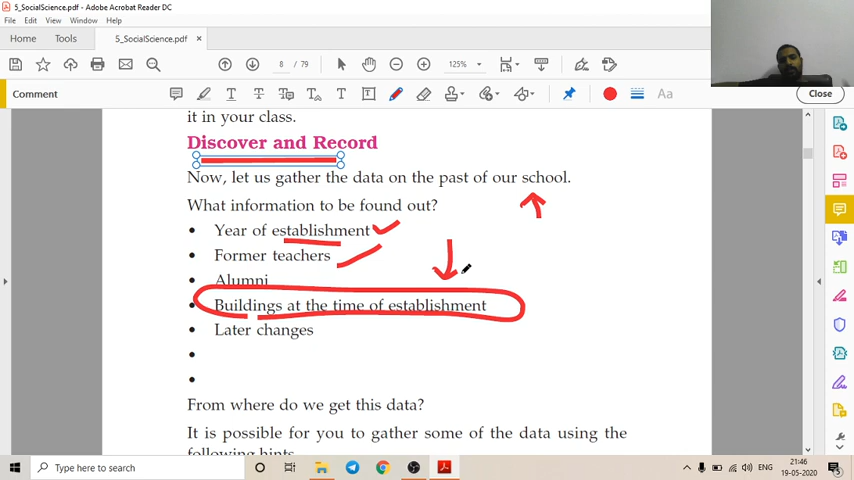 5_SocialScience.pdf - Adobe Acrobat Reader DC
File Edit View Window Help
Home Tools 5_SocialScience.pdf ×
8 / 79 125%
Comment Aa Close
it in your class.
Discover and Record
Now, let us gather the data on the past of our school.
What information to be found out?
• Year of establishment
• Former teachers
• Alumni
• Buildings at the time of establishment
• Later changes
•
•
From where do we get this data?
It is possible for you to gather some of the data using the
following hints.
Type here to search
ENG
21:46
19-05-2020
5